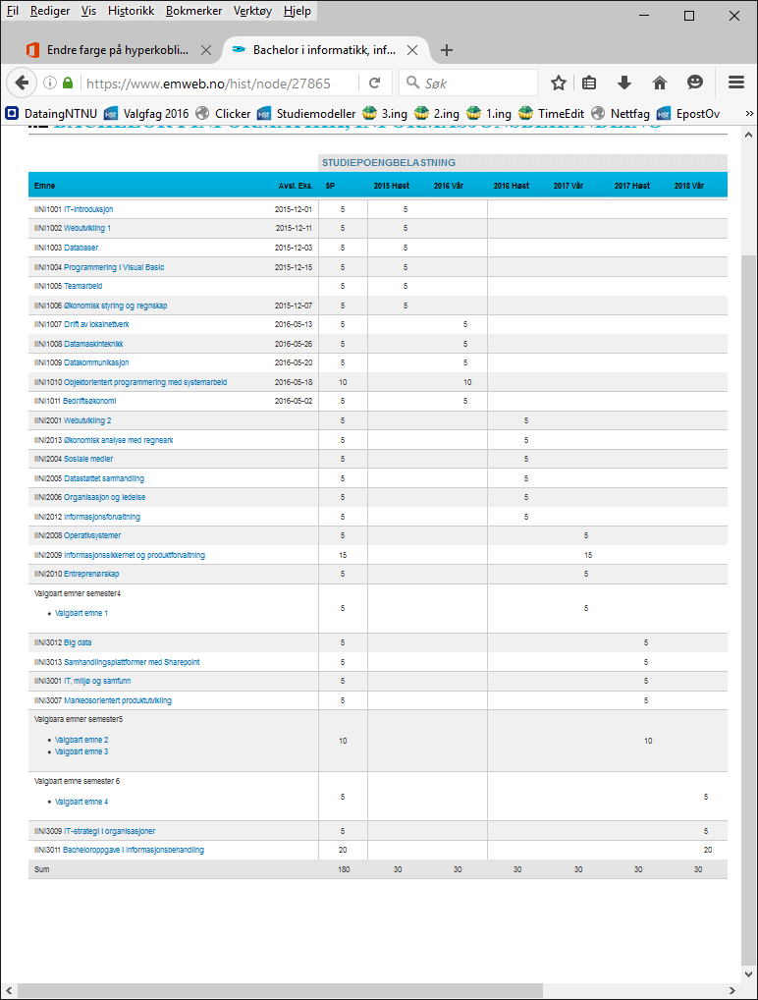 Fil Rediger Vis Historikk Bokmerker Verktøy Hjelp
Endre farge på hyperkobli... Bachelor i informatikk, inf...
https://www.emweb.no/hist/node/27865 Søk
DataingNTNU Valgfag 2016 Clicker Studiemodeller 3.ing 2.ing 1.ing TimeEdit Nettfag EpostOv
BACHELOR I INFORMATIKK, INFORMASJONSBEHANDLING
STUDIEPOENGBELASTNING
Emne Avsl. Eks. SP 2015 Høst 2016 Vår 2016 Høst 2017 Vår 2017 Høst 2018 Vår
IINI1001 IT-introduksjon 2015-12-01 5 5
IINI1002 Webutvikling 1 2015-12-11 5 5
IINI1003 Databaser 2015-12-03 5 5
IINI1004 Programmering i Visual Basic 2015-12-15 5 5
IINI1005 Teamarbeid 5 5
IINI1006 Økonomisk styring og regnskap 2015-12-07 5 5
IINI1007 Drift av lokalnettverk 2016-05-13 5 5
IINI1008 Datamaskinteknikk 2016-05-26 5 5
IINI1009 Datakommunikasjon 2016-05-20 5 5
IINI1010 Objektorientert programmering med systemarbeid 2016-05-18 10 10
IINI1011 Bedriftsøkonomi 2016-05-02 5 5
IINI2001 Webutvikling 2 5 5
IINI2013 Økonomisk analyse med regneark 5 5
IINI2004 Sosiale medier 5 5
IINI2005 Datastøttet samhandling 5 5
IINI2006 Organisasjon og ledelse 5 5
IINI2012 Informasjonsforvaltning 5 5
IINI2008 Operativsystemer 5 5
IINI2009 Informasjonssikkerhet og produktforvaltning 15 15
IINI2010 Entreprenørskap 5 5
Valgbart emner semester4
• Valgbart emne 1 5 5
IINI3012 Big data 5 5
IINI3013 Samhandlingsplattformer med Sharepoint 5 5
IINI3001 IT, miljø og samfunn 5 5
IINI3007 Markedsorientert produktutvikling 5 5
Valgbara emner semester5
• Valgbart emne 2 10 10
• Valgbart emne 3
Valgbart emne semester 6
• Valgbart emne 4 5 5
IINI3009 IT-strategi i organisasjoner 5 5
IINI3011 Bacheloroppgave i informasjonsbehandling 20 20
Sum 180 30 30 30 30 30 30